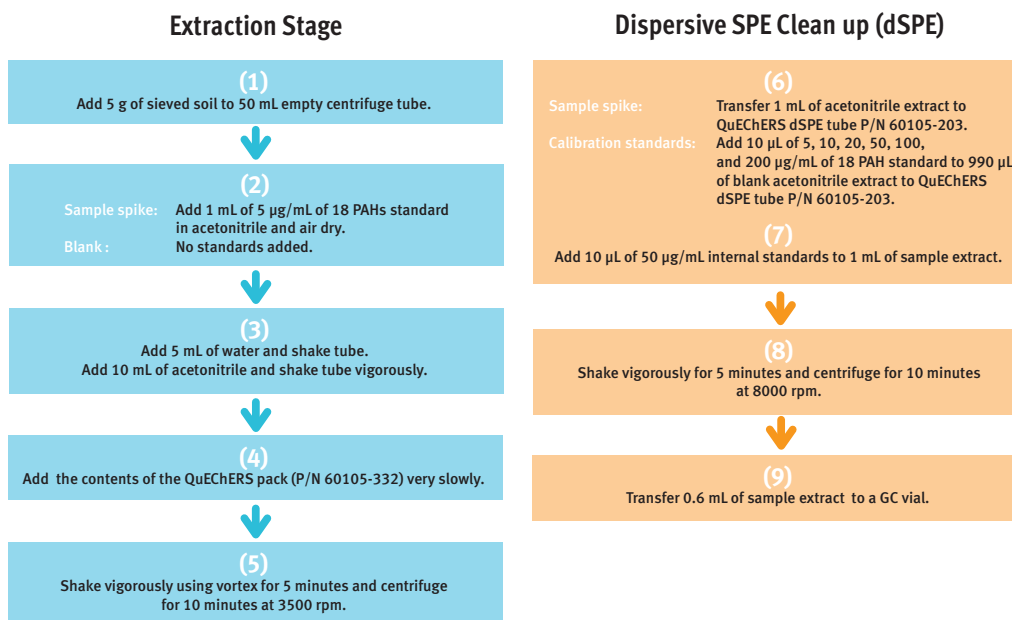 Extraction Stage
(1)
Add 5 g of sieved soil to 50 mL empty centrifuge tube.
(2)
Sample spike: Add 1 mL of 5 µg/mL of 18 PAHs standard
in acetonitrile and air dry.
Blank : No standards added.
(3)
Add 5 mL of water and shake tube.
Add 10 mL of acetonitrile and shake tube vigorously.
(4)
Add the contents of the QuEChERS pack (P/N 60105-332) very slowly.
(5)
Shake vigorously using vortex for 5 minutes and centrifuge
for 10 minutes at 3500 rpm.
Dispersive SPE Clean up (dSPE)
(6)
Sample spike: Transfer 1 mL of acetonitrile extract to
QuEChERS dSPE tube P/N 60105-203.
Calibration standards: Add 10 µL of 5, 10, 20, 50, 100,
and 200 µg/mL of 18 PAH standard to 990 µL
of blank acetonitrile extract to QuEChERS
dSPE tube P/N 60105-203.
(7)
Add 10 µL of 50 µg/mL internal standards to 1 mL of sample extract.
(8)
Shake vigorously for 5 minutes and centrifuge for 10 minutes
at 8000 rpm.
(9)
Transfer 0.6 mL of sample extract to a GC vial.